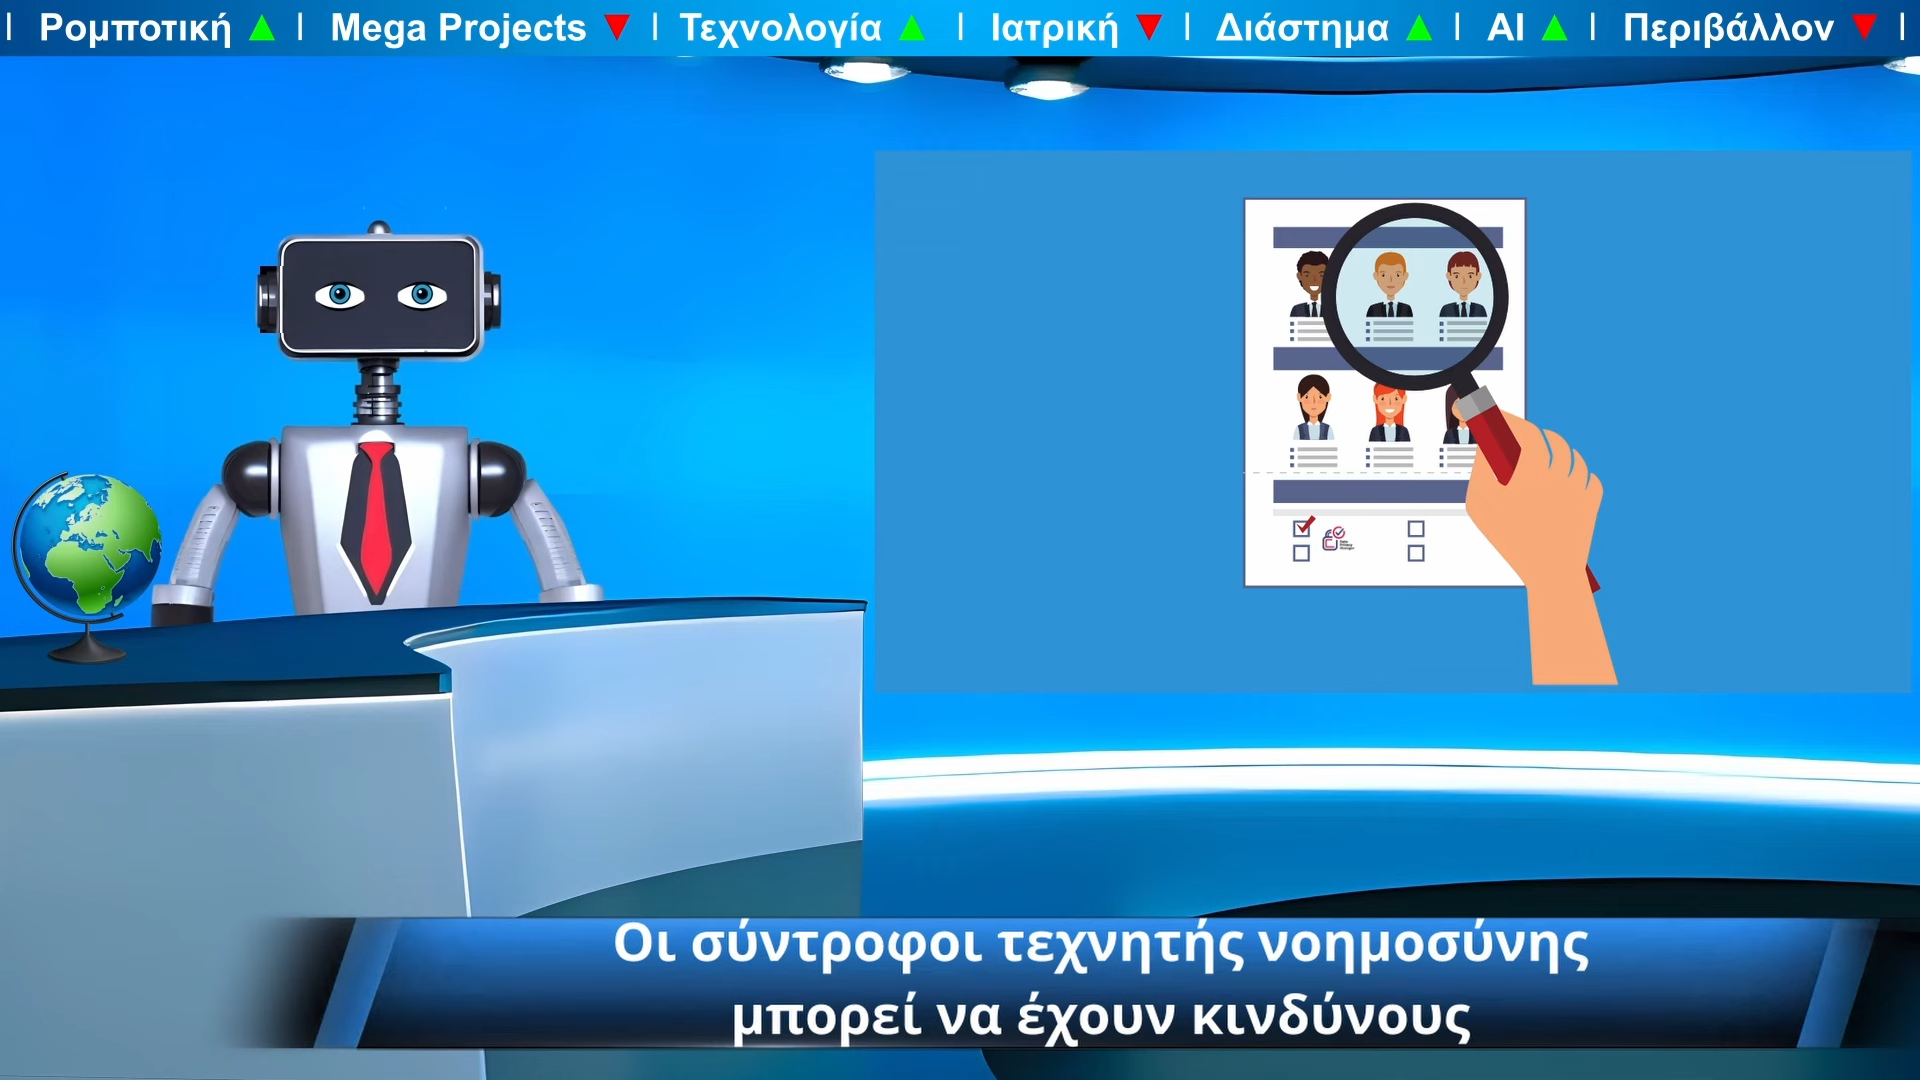 | Ρομποτική ▲ | Mega Projects ▼ | Τεχνολογία ▲ | Ιατρική ▼ | Διάστημα ▲ | AI ▲ | Περιβάλλον ▼ |
Οι σύντροφοι τεχνητής νοημοσύνης
μπορεί να έχουν κινδύνους